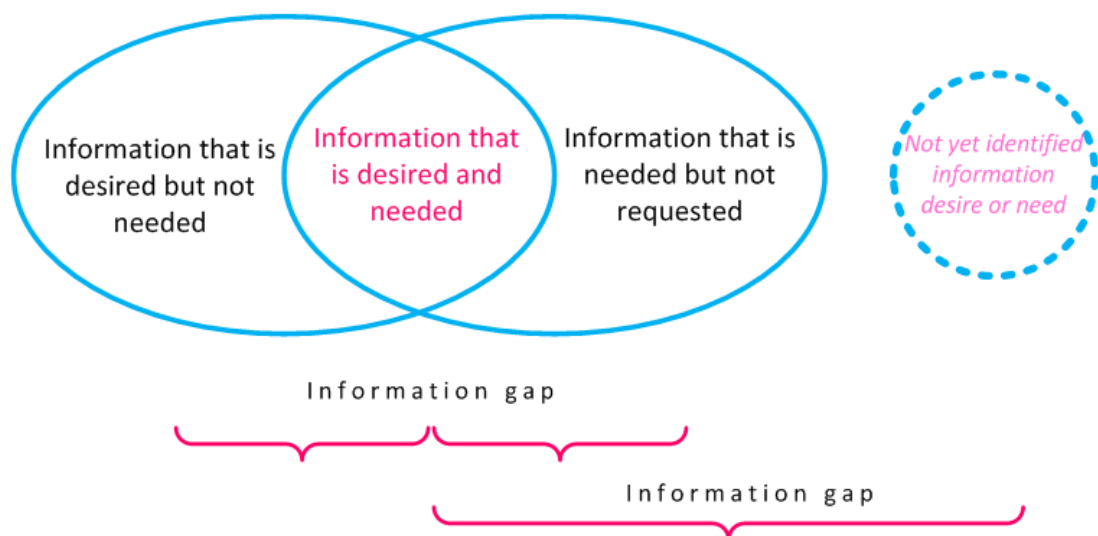 Information that is
desired but not
needed
Information that
is desired and
needed
Information that is
needed but not
requested
Not yet identified
information
desire or need
Information gap
Information gap